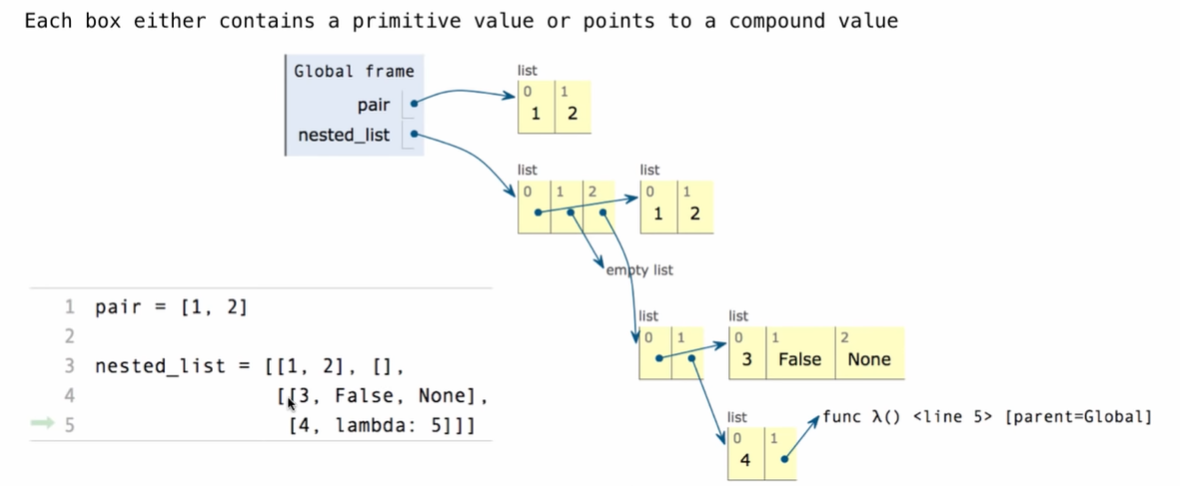 Each box either contains a primitive value or points to a compound value
Global frame
pair
nested_list
list
0 1
1 2
list
0 1 2
list
0 1
1 2
empty list
list
0 1
list
0 1 2
3 False None
list
0 1
4
func λ() <line 5> [parent=Global]
1 pair = [1, 2]
2
3 nested_list = [[1, 2], [],
4 [[3, False, None],
5 [4, lambda: 5]]]